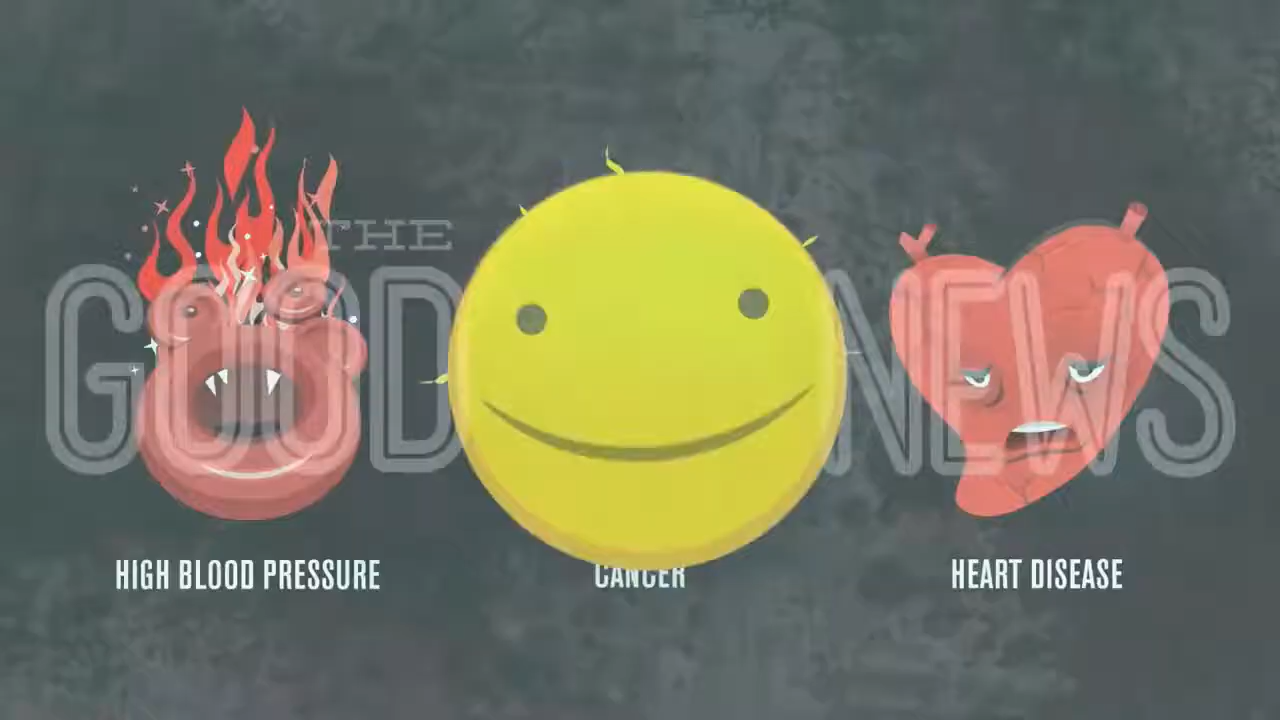 THE
GOOD NEWS
HIGH BLOOD PRESSURE
CANCER
HEART DISEASE